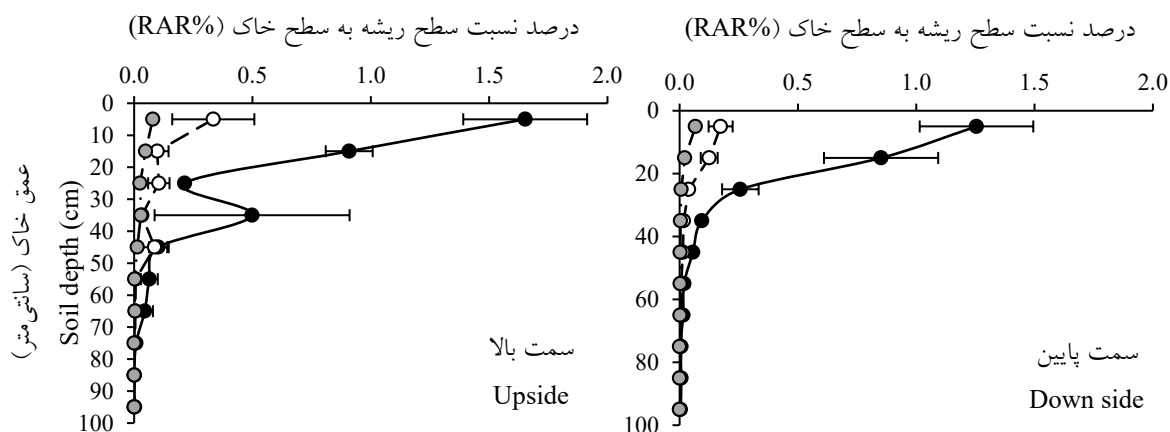 درصد نسبت سطح ریشه به سطح خاک (RAR%)
0.0 0.5 1.0 1.5 2.0
0
10
20
30
40
50
60
70
80
90
100
عمق خاک (سانتی‌متر)
Soil depth (cm)
سمت بالا
Upside
درصد نسبت سطح ریشه به سطح خاک (RAR%)
0.0 0.5 1.0 1.5 2.0
0
20
40
60
80
100
سمت پایین
Down side